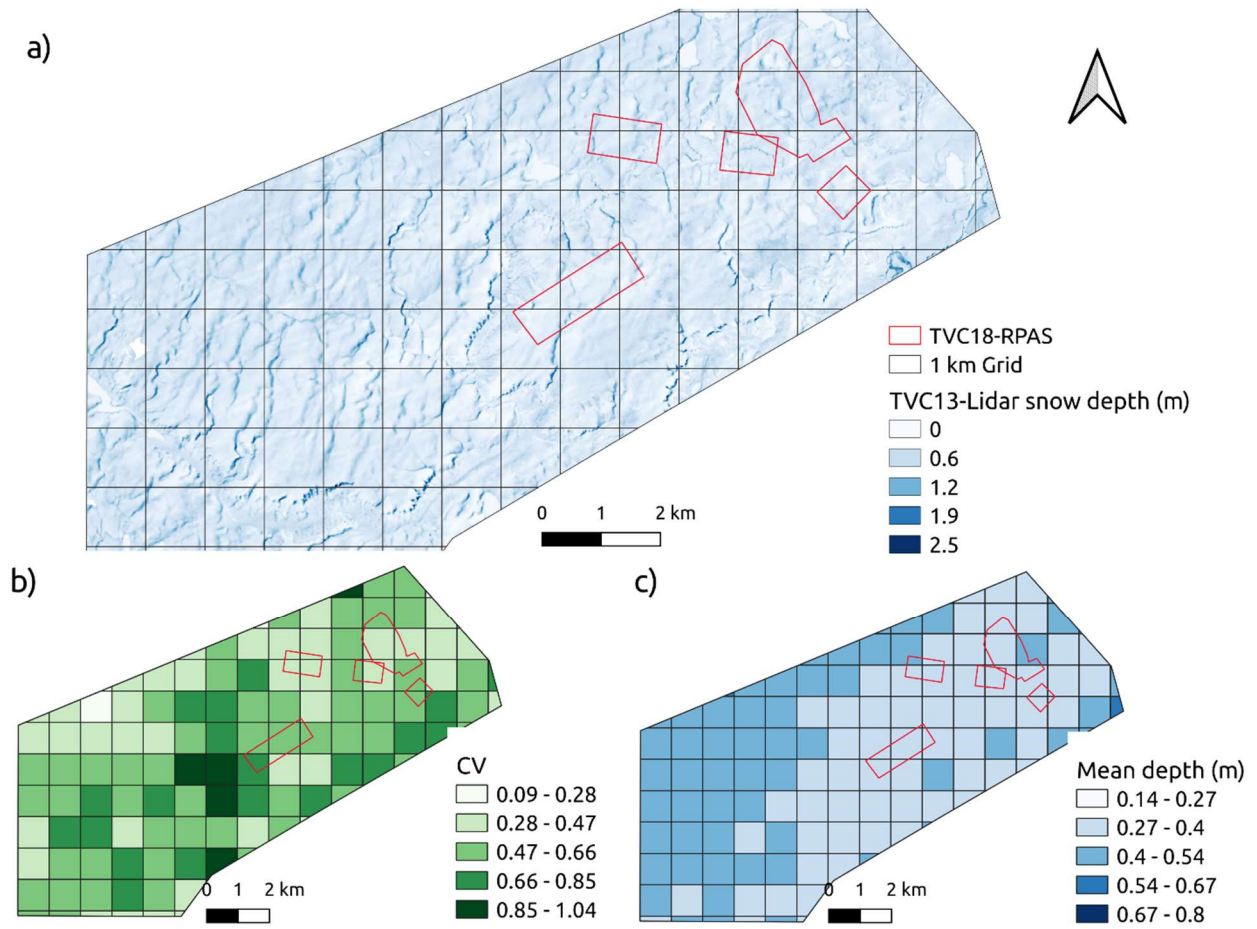 a)
TVC18-RPAS
1 km Grid
TVC13-Lidar snow depth (m)
0
0.6
1.2
1.9
2.5
0 1 2 km
b)
CV
0.09 - 0.28
0.28 - 0.47
0.47 - 0.66
0.66 - 0.85
0.85 - 1.04
0 1 2 km
c)
Mean depth (m)
0.14 - 0.27
0.27 - 0.4
0.4 - 0.54
0.54 - 0.67
0.67 - 0.8
0 1 2 km